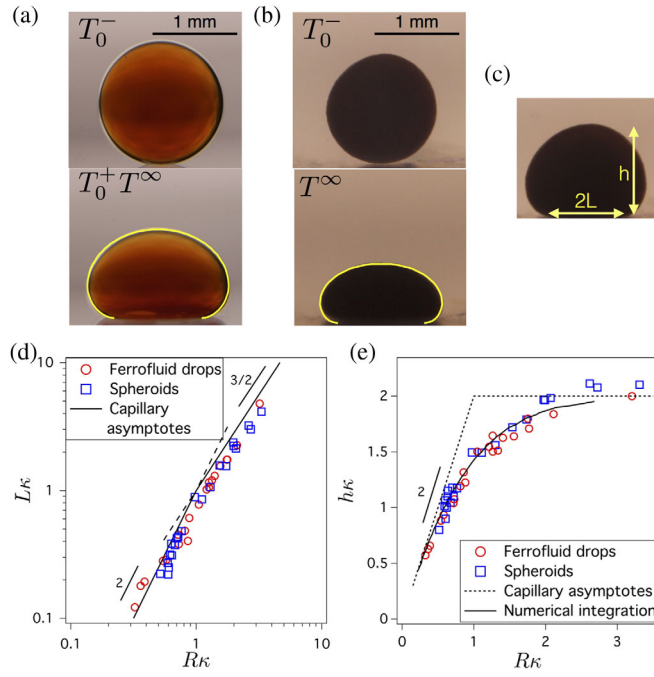 (a)
T₀⁻
1 mm
T₀⁺ T^∞
(b)
T₀⁻
1 mm
T^∞
(c)
h
2L
(d)
Ferrofluid drops
Spheroids
Capillary
asymptotes
3/2
2
Lκ
10
1
0.1
0.1
1
10
Rκ
(e)
2
Ferrofluid drops
Spheroids
Capillary asymptotes
Numerical integration
hκ
2
1.5
1
0.5
0
0
1
2
3
Rκ